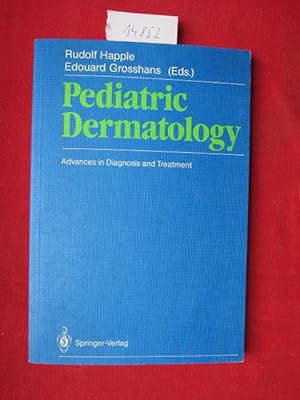 14852
Rudolf Happle
Edouard Grosshans (Eds.)
Pediatric
Dermatology
Advances in Diagnosis and Treatment
Springer-Verlag